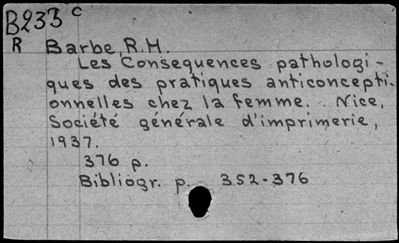 B233 c
R Barbe, R.M.
Les Consequences pathologi-
ques des pratiques anticoncepti-
onnelles chez la femme. Nice,
Société générale d'imprimerie,
1937.
376 p.
Bibliogr. p. 352-376